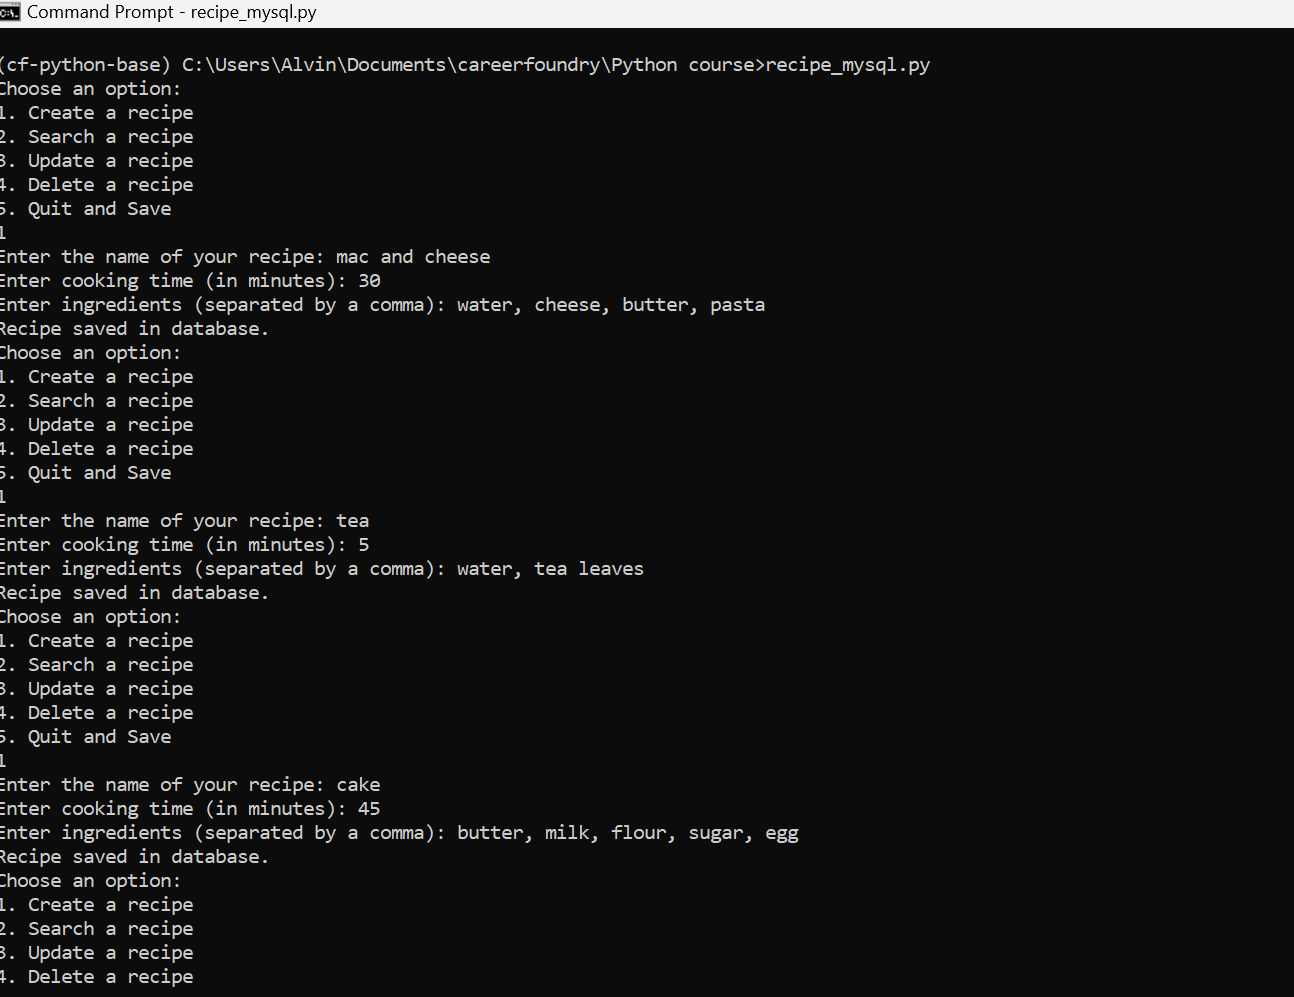 Command Prompt - recipe_mysql.py
(cf-python-base) C:\Users\Alvin\Documents\careerfoundry\Python course>recipe_mysql.py
Choose an option:
1. Create a recipe
2. Search a recipe
3. Update a recipe
4. Delete a recipe
5. Quit and Save
1
Enter the name of your recipe: mac and cheese
Enter cooking time (in minutes): 30
Enter ingredients (separated by a comma): water, cheese, butter, pasta
Recipe saved in database.
Choose an option:
1. Create a recipe
2. Search a recipe
3. Update a recipe
4. Delete a recipe
5. Quit and Save
1
Enter the name of your recipe: tea
Enter cooking time (in minutes): 5
Enter ingredients (separated by a comma): water, tea leaves
Recipe saved in database.
Choose an option:
1. Create a recipe
2. Search a recipe
3. Update a recipe
4. Delete a recipe
5. Quit and Save
1
Enter the name of your recipe: cake
Enter cooking time (in minutes): 45
Enter ingredients (separated by a comma): butter, milk, flour, sugar, egg
Recipe saved in database.
Choose an option:
1. Create a recipe
2. Search a recipe
3. Update a recipe
4. Delete a recipe